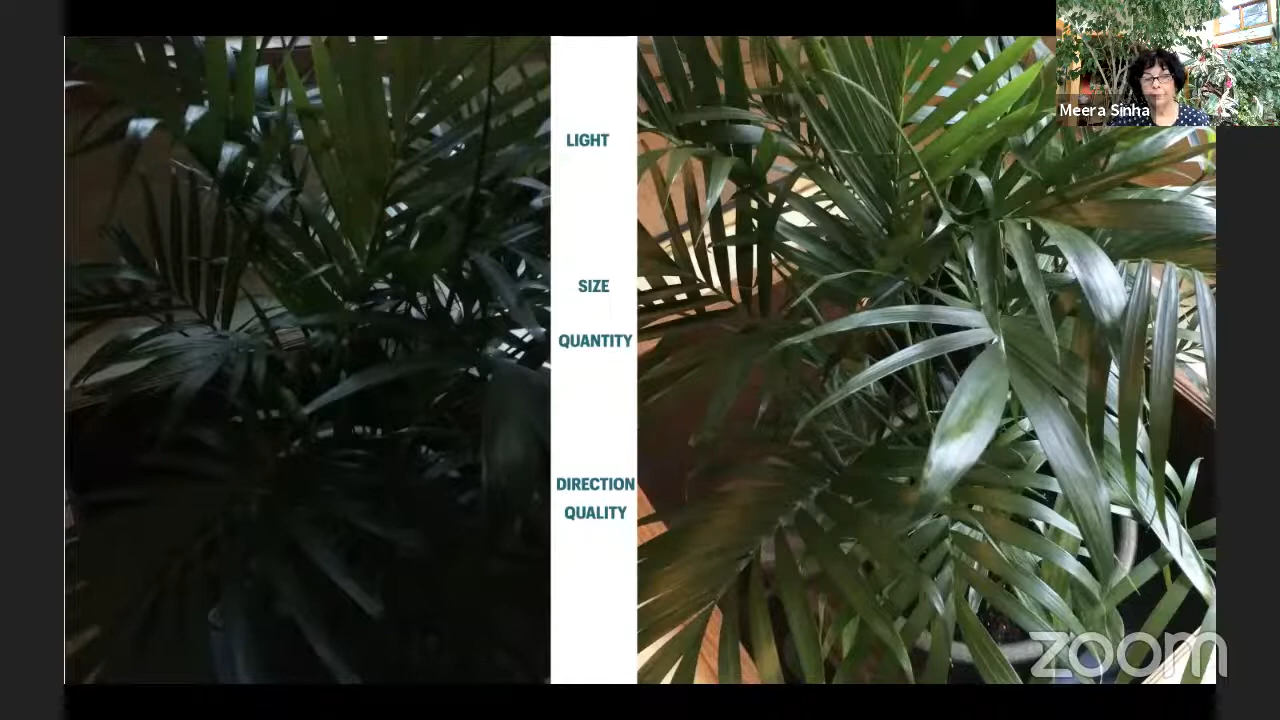 LIGHT
SIZE
QUANTITY
DIRECTION
QUALITY
Meera Sinha
zoom